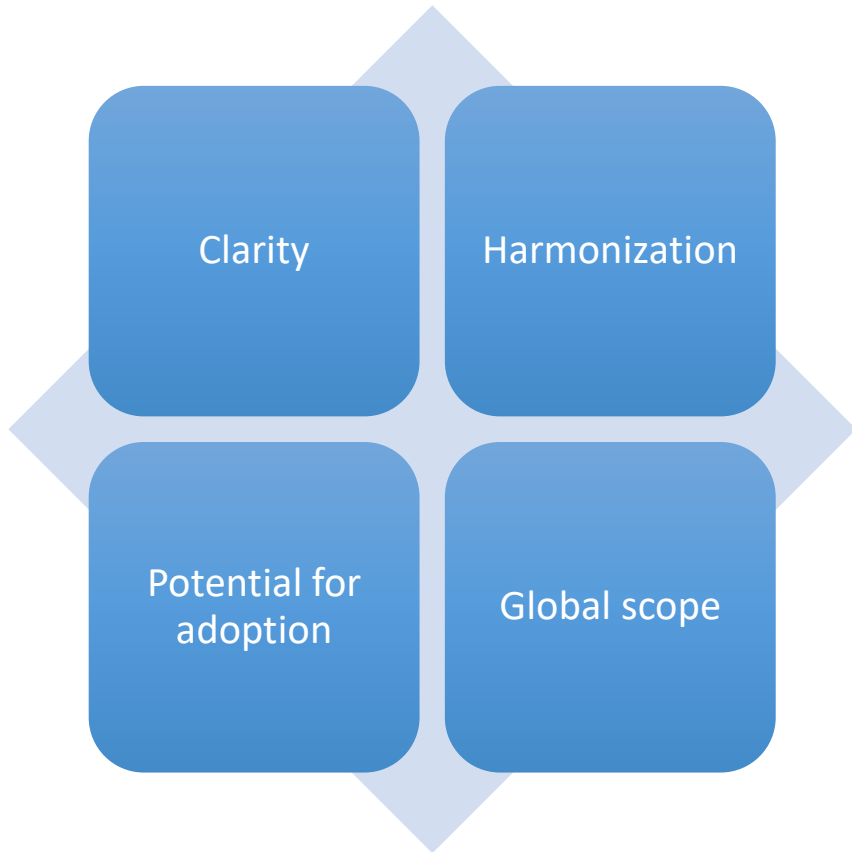 Clarity
Harmonization
Potential for
adoption
Global scope